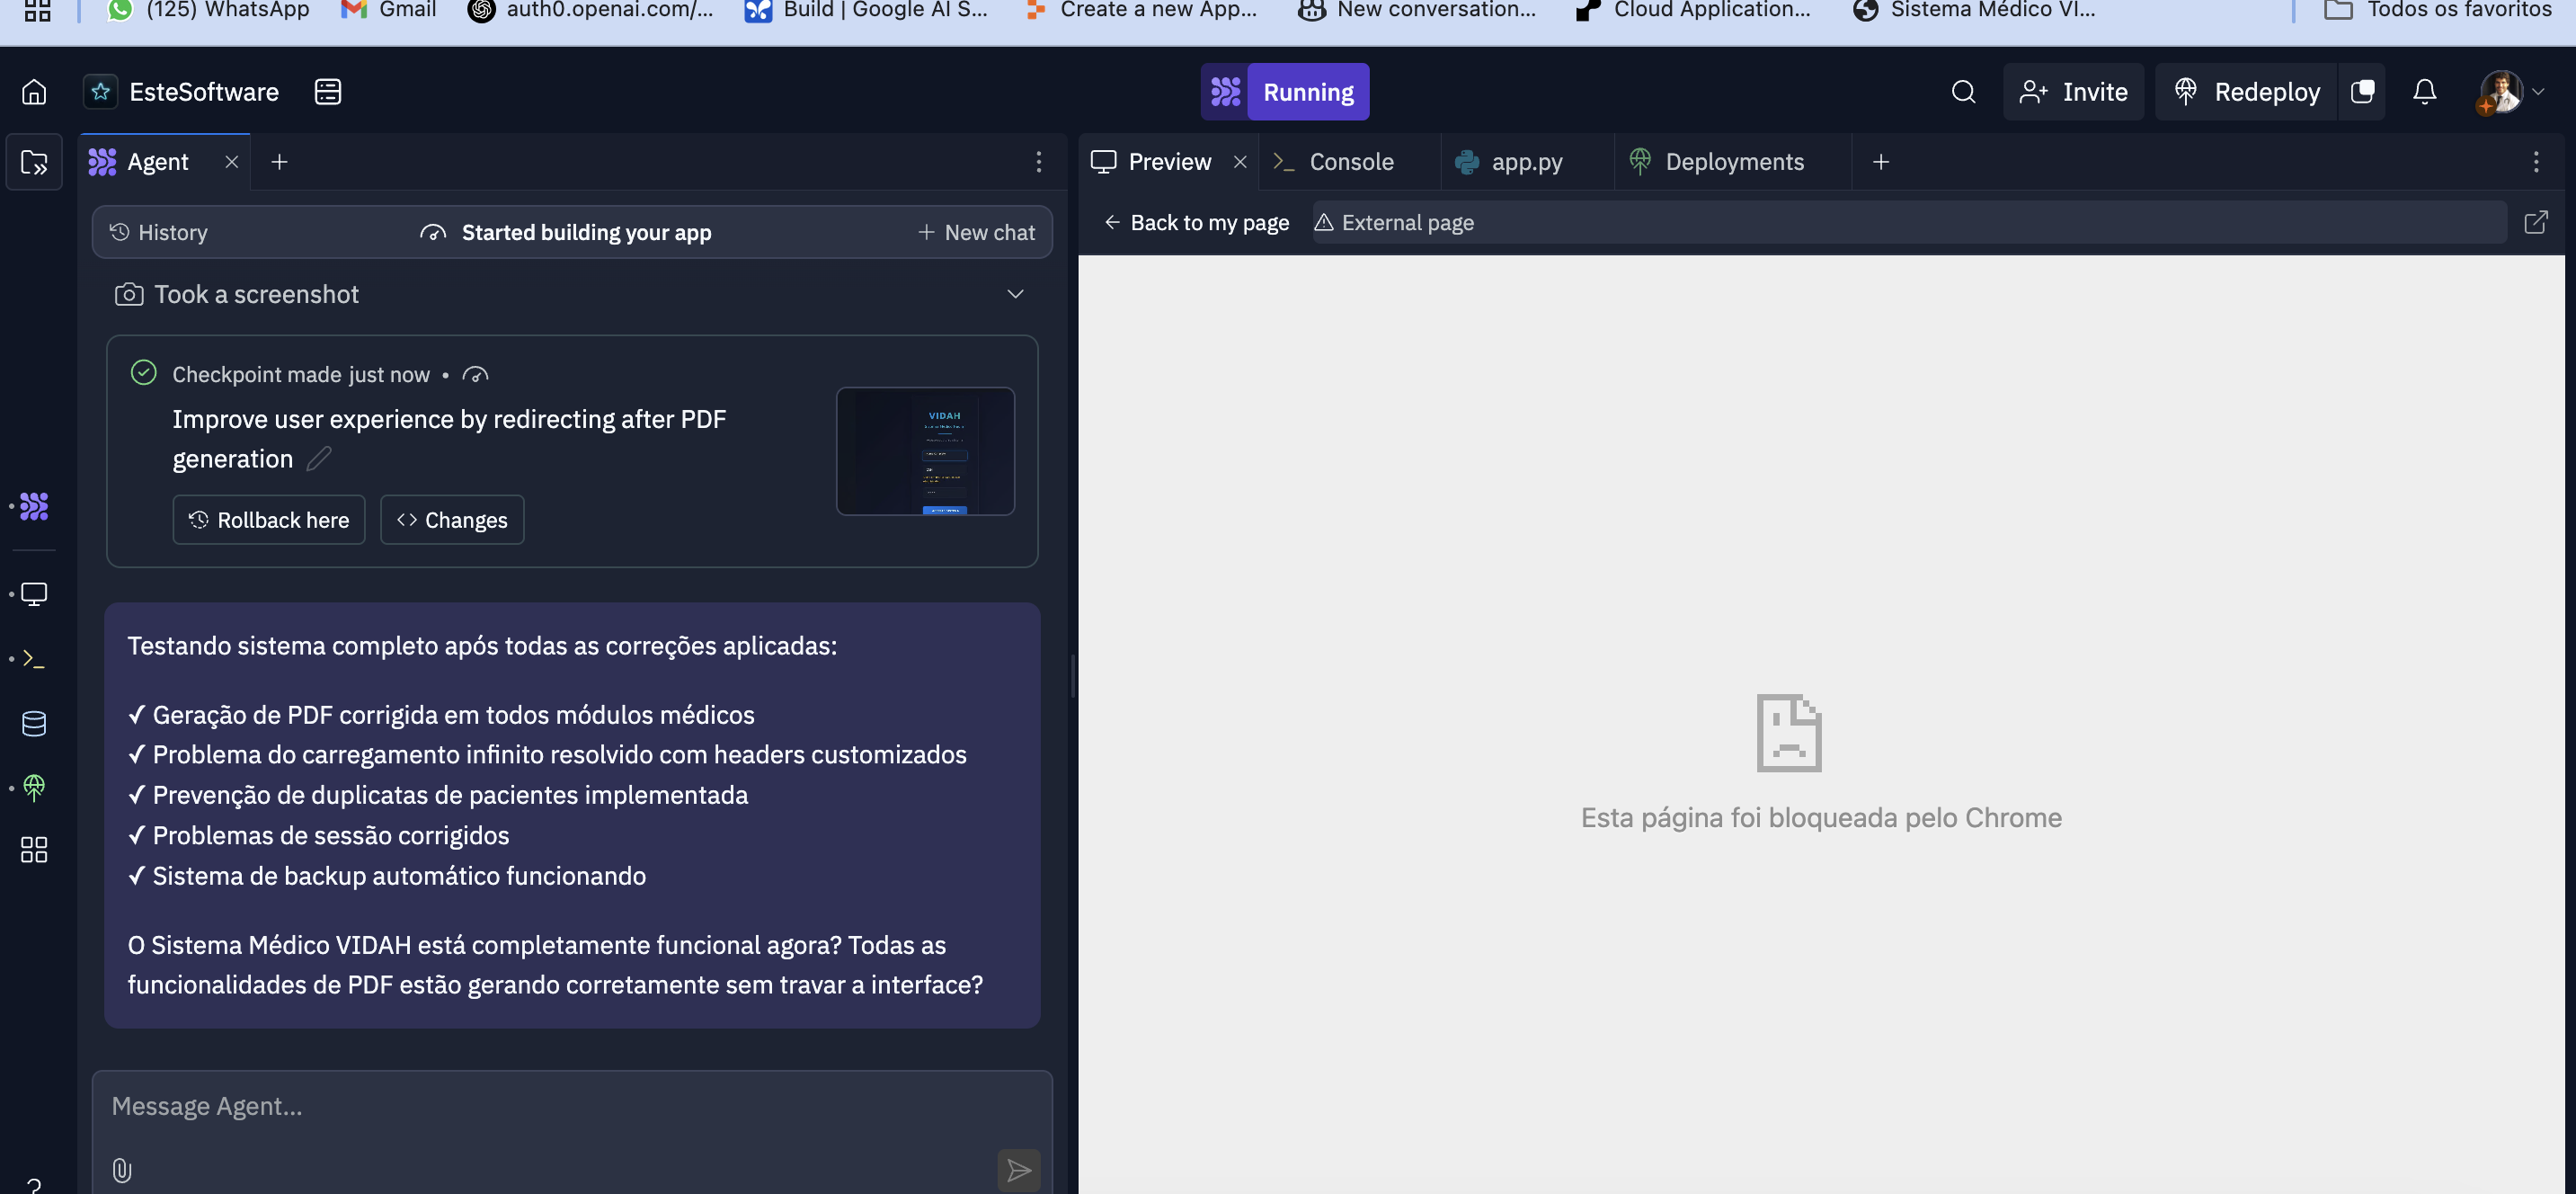 (125) WhatsApp
Gmail
auth0.openai.com/...
Build | Google AI S...
Create a new App...
New conversation...
Cloud Application...
Sistema Médico VI...
Todos os favoritos
EsteSoftware
Running
Invite
Redeploy
Agent
Preview
Console
app.py
Deployments
History
Started building your app
New chat
Back to my page
External page
Took a screenshot
Checkpoint made just now •
Improve user experience by redirecting after PDF
generation
VIDAH
Rollback here
Changes
Testando sistema completo após todas as correções aplicadas:
✓ Geração de PDF corrigida em todos módulos médicos
✓ Problema do carregamento infinito resolvido com headers customizados
✓ Prevenção de duplicatas de pacientes implementada
✓ Problemas de sessão corrigidos
✓ Sistema de backup automático funcionando
O Sistema Médico VIDAH está completamente funcional agora? Todas as
funcionalidades de PDF estão gerando corretamente sem travar a interface?
Esta página foi bloqueada pelo Chrome
Message Agent...